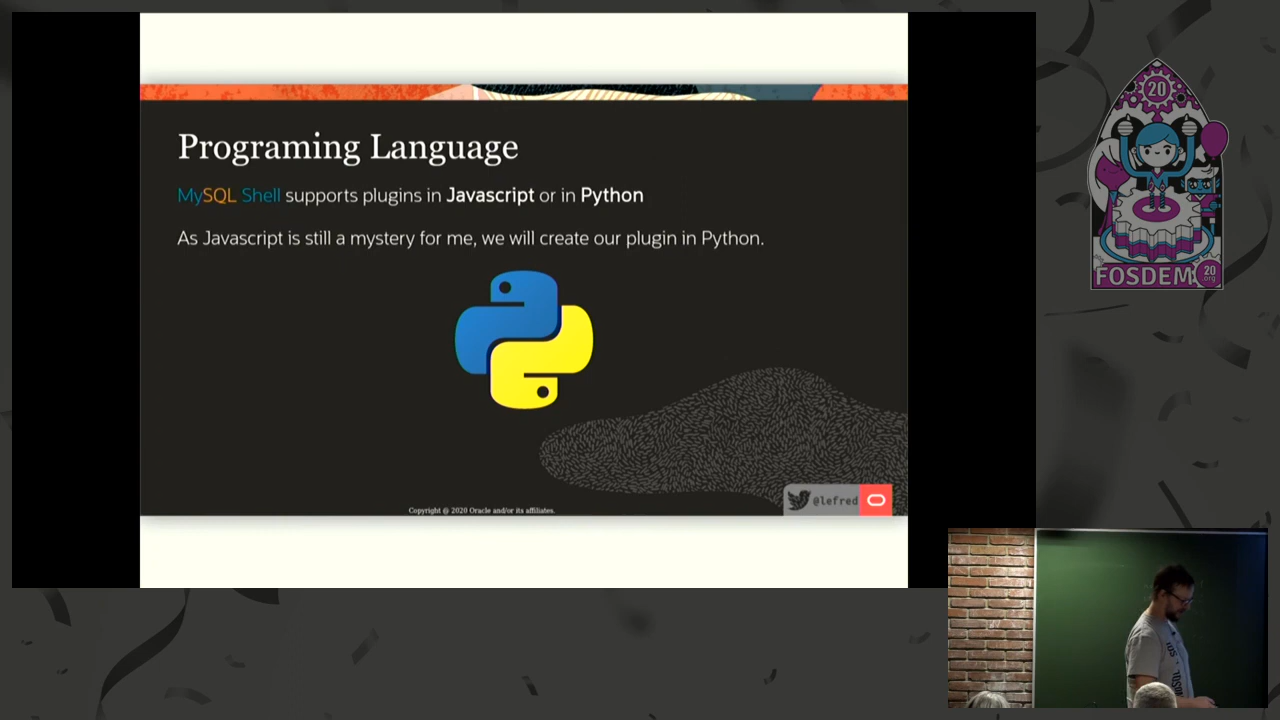 Programing Language
MySQL Shell supports plugins in Javascript or in Python
As Javascript is still a mystery for me, we will create our plugin in Python.
Copyright @ 2020 Oracle and/or its affiliates.
@lefred
20
FOSDEM
20
.org